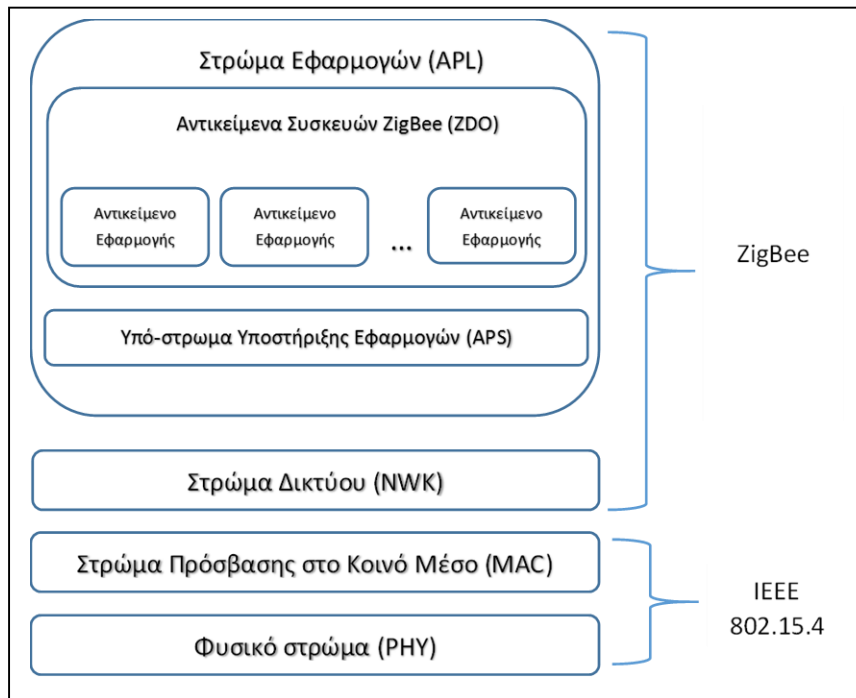 Στρώμα Εφαρμογών (APL)
Αντικείμενα Συσκευών ZigBee (ZDO)
Αντικείμενο
Εφαρμογής
Αντικείμενο
Εφαρμογής
...
Αντικείμενο
Εφαρμογής
Υπό-στρωμα Υποστήριξης Εφαρμογών (APS)
ZigBee
Στρώμα Δικτύου (NWK)
Στρώμα Πρόσβασης στο Κοινό Μέσο (MAC)
Φυσικό στρώμα (PHY)
IEEE
802.15.4